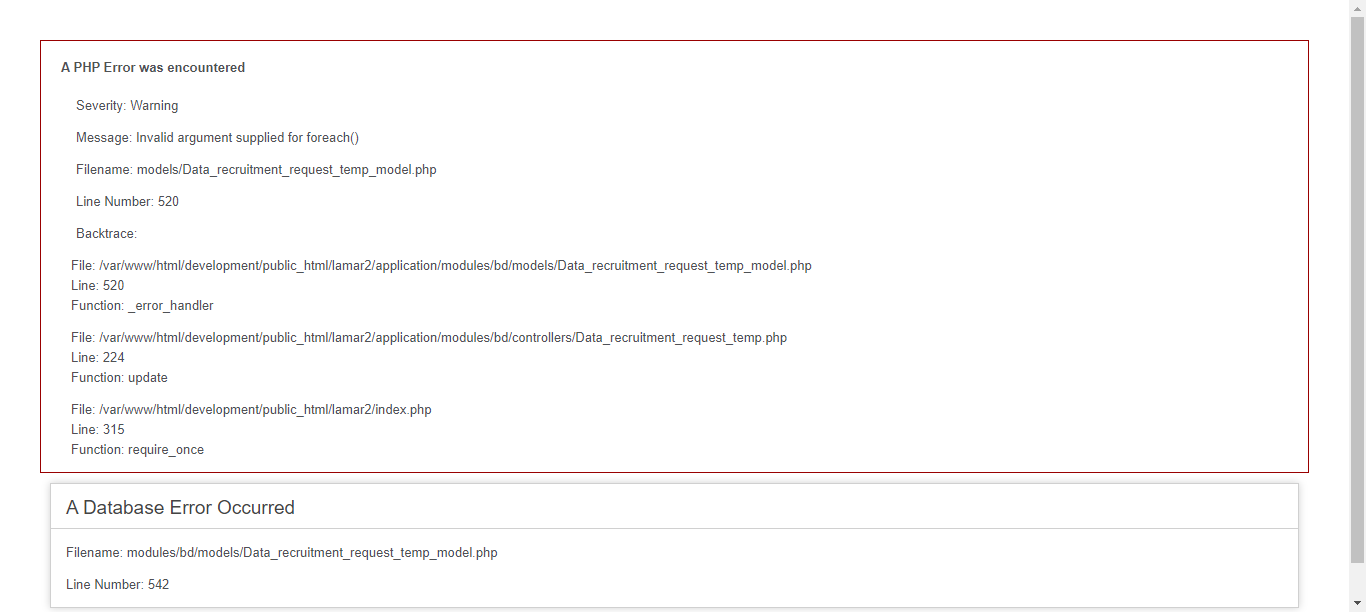 A PHP Error was encountered
Severity: Warning
Message: Invalid argument supplied for foreach()
Filename: models/Data_recruitment_request_temp_model.php
Line Number: 520
Backtrace:
File: /var/www/html/development/public_html/lamar2/application/modules/bd/models/Data_recruitment_request_temp_model.php
Line: 520
Function: _error_handler
File: /var/www/html/development/public_html/lamar2/application/modules/bd/controllers/Data_recruitment_request_temp.php
Line: 224
Function: update
File: /var/www/html/development/public_html/lamar2/index.php
Line: 315
Function: require_once
A Database Error Occurred
Filename: modules/bd/models/Data_recruitment_request_temp_model.php
Line Number: 542